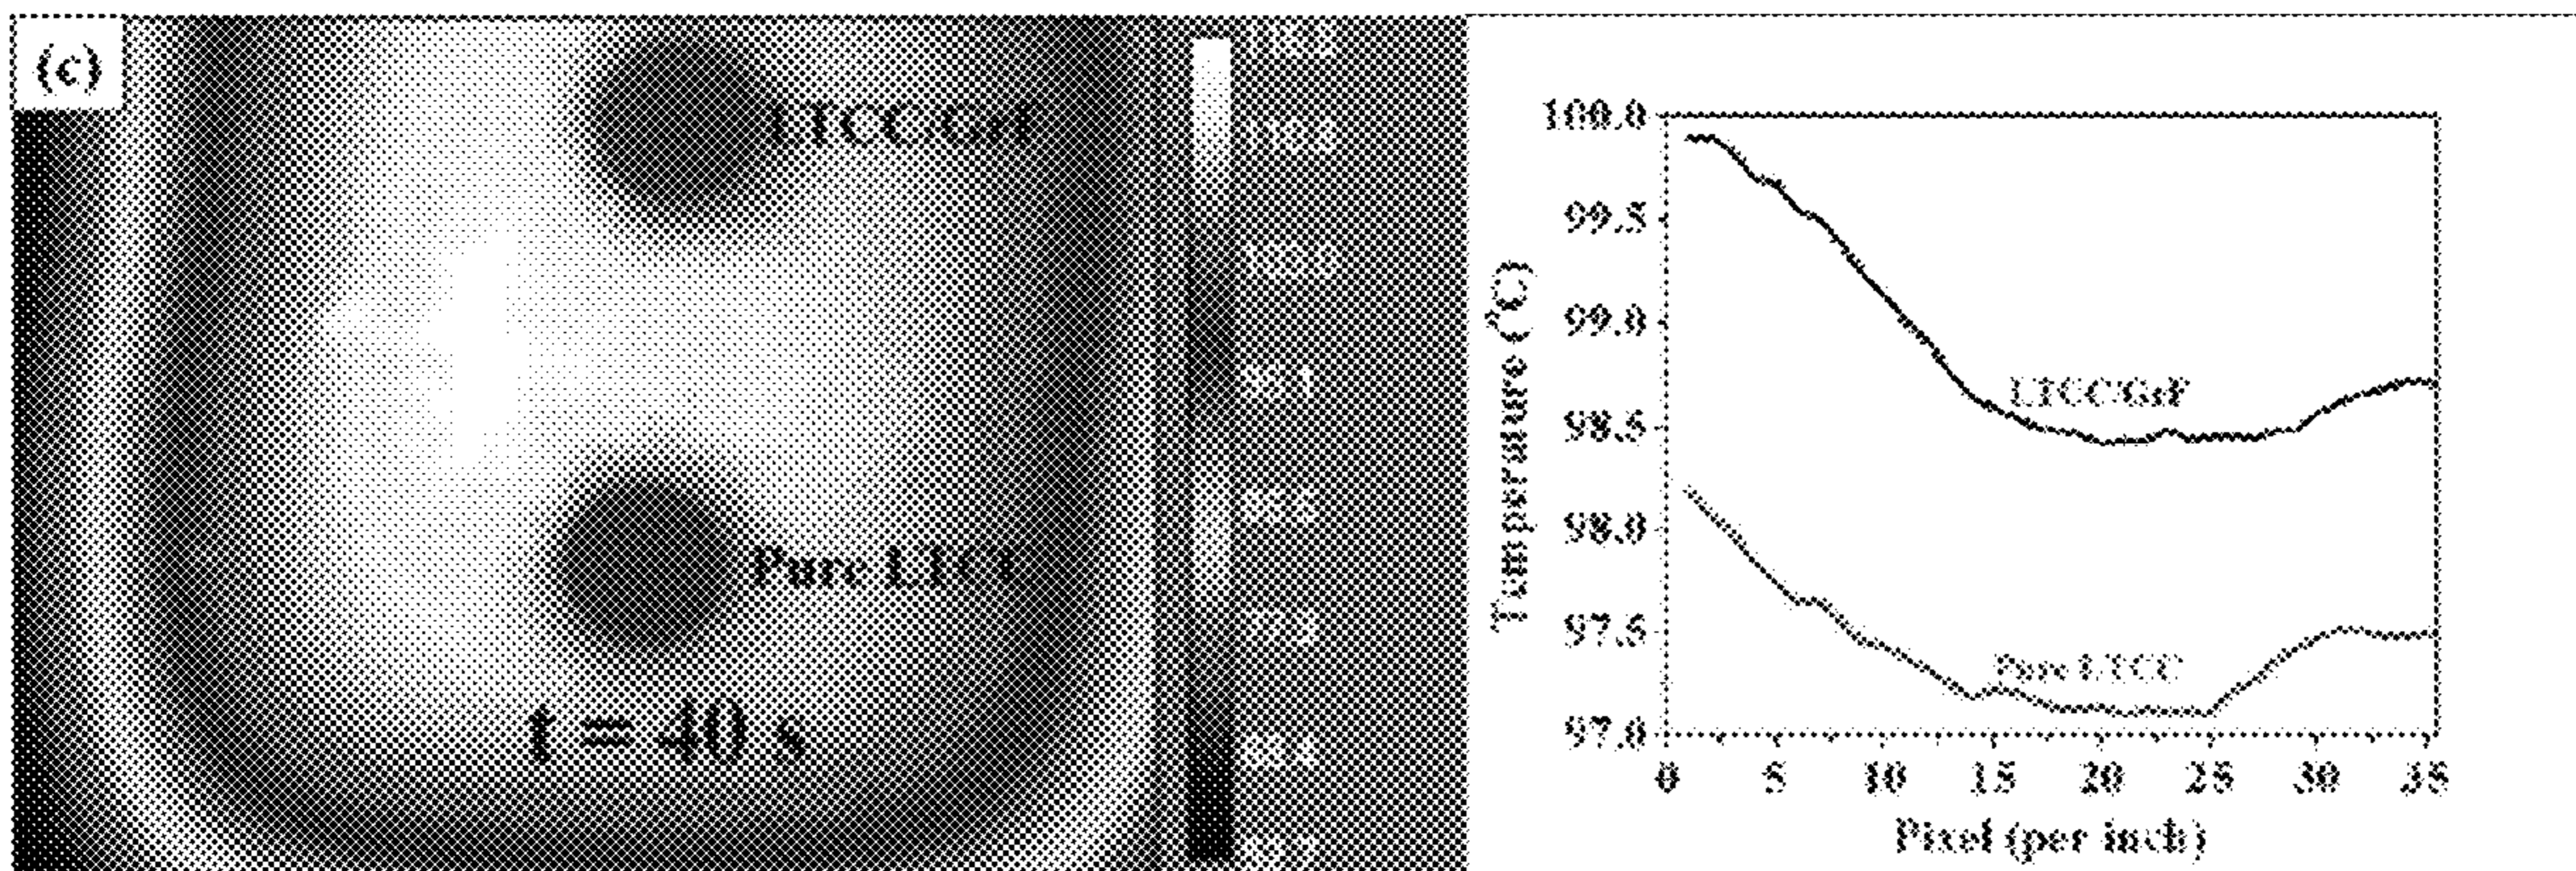 (c)
LTCC/GrF
Pure LTCC
t = 40 s
100.0
99.5
99.0
98.5
98.0
97.5
97.0
Temperature (°C)
LTCC/GrF
Pure LTCC
0 5 10 15 20 25 30 35
Pixel (per inch)